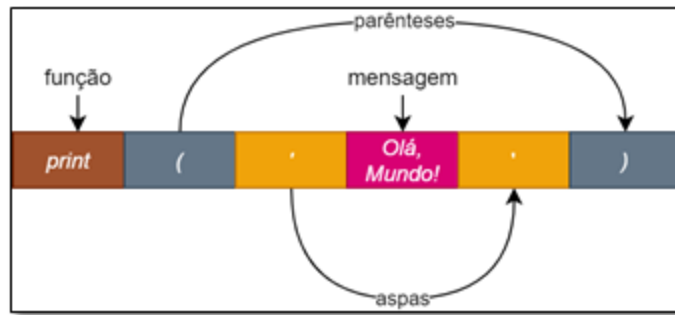 parênteses
função
mensagem
print
(
'
Olá,
Mundo!
'
)
aspas